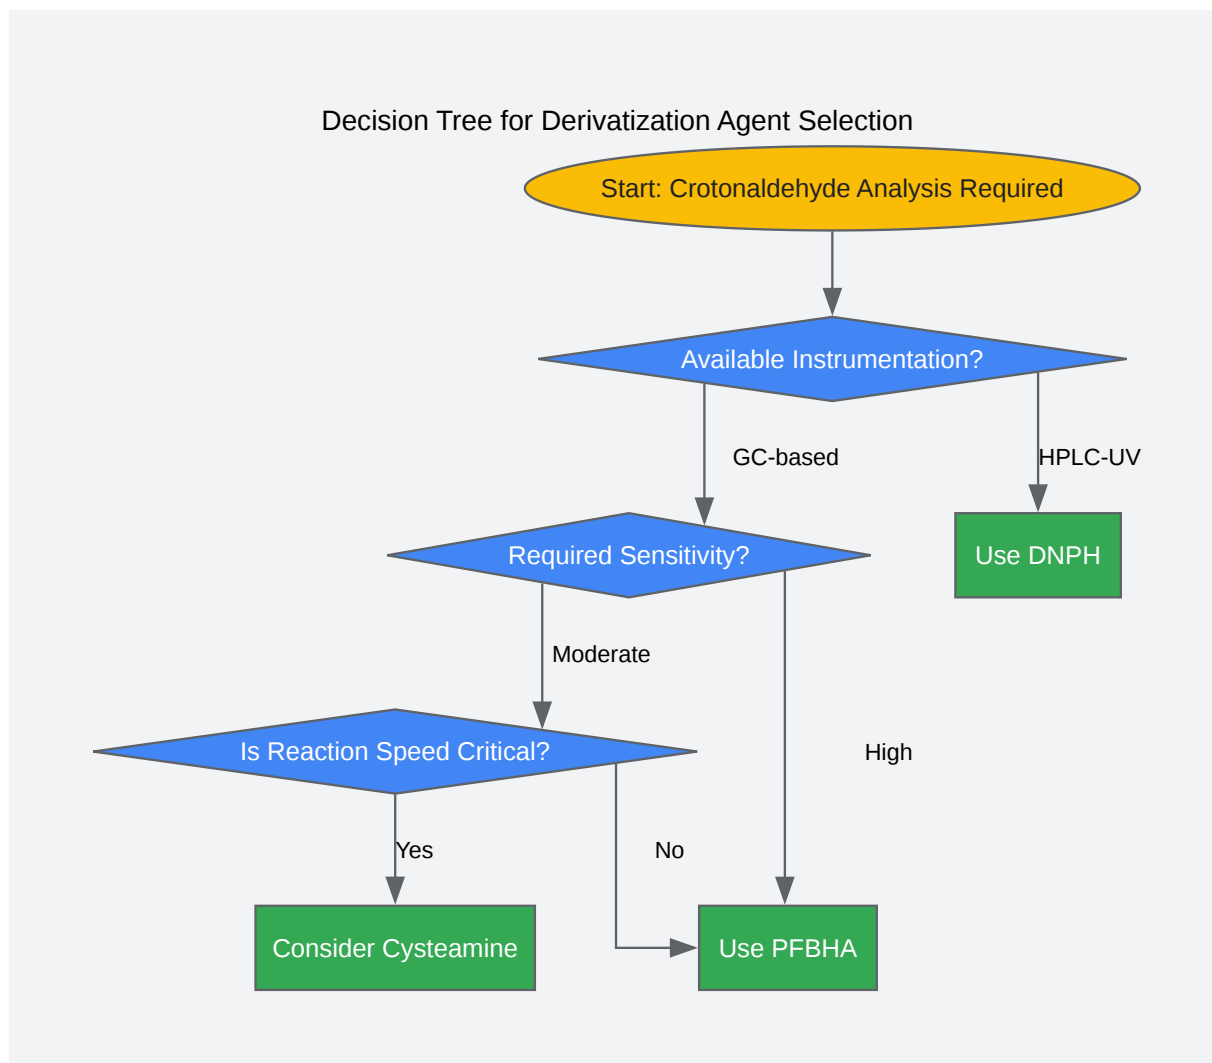 Decision Tree for Derivatization Agent Selection
Start: Crotonaldehyde Analysis Required
Available Instrumentation?
GC-based
HPLC-UV
Required Sensitivity?
Use DNPH
Moderate
Is Reaction Speed Critical?
High
Yes
No
Consider Cysteamine
Use PFBHA